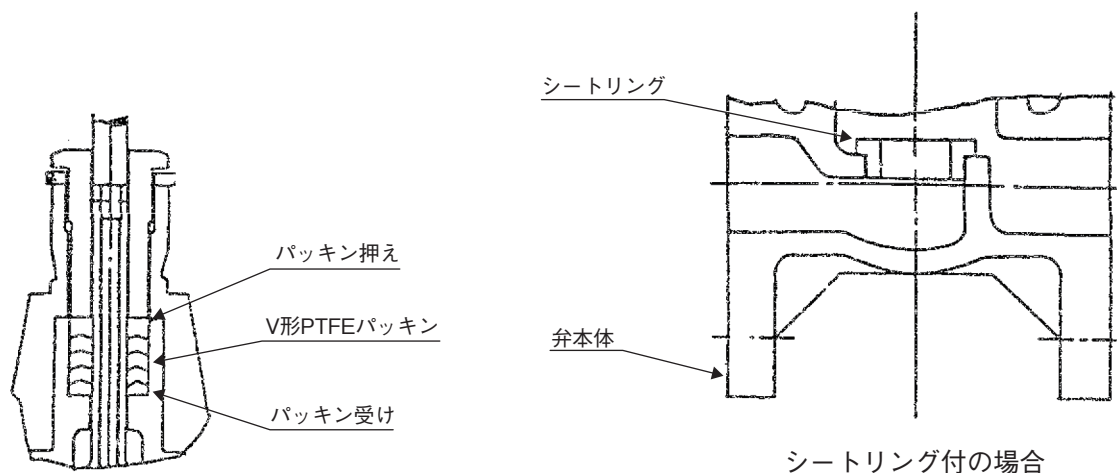 シートリング
パッキン押え
V形PTFEパッキン
パッキン受け
弁本体
シートリング付の場合